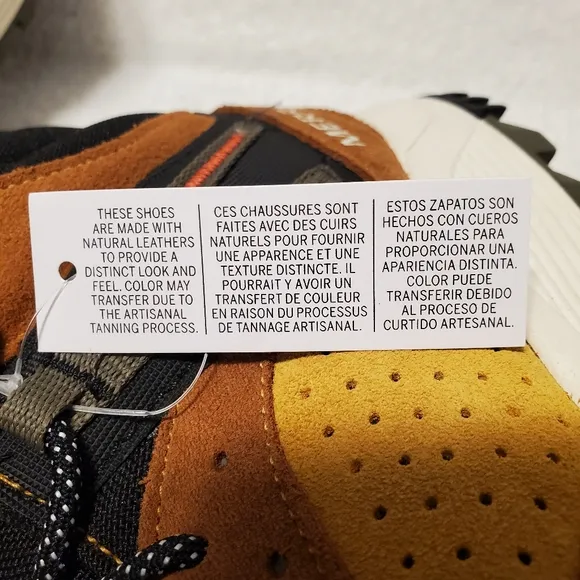 MER
THESE SHOES
ARE MADE WITH
NATURAL LEATHERS
TO PROVIDE A
DISTINCT LOOK AND
FEEL. COLOR MAY
TRANSFER DUE TO
THE ARTISANAL
TANNING PROCESS.
CES CHAUSSURES SONT
FAITES AVEC DES CUIRS
NATURELS POUR FOURNIR
UNE APPARENCE ET UNE
TEXTURE DISTINCTE. IL
POURRAIT Y AVOIR UN
TRANSFERT DE COULEUR
EN RAISON DU PROCESSUS
DE TANNAGE ARTISANAL.
ESTOS ZAPATOS SON
HECHOS CON CUEROS
NATURALES PARA
PROPORCIONAR UNA
APARIENCIA DISTINTA.
COLOR PUEDE
TRANSFERIR DEBIDO
AL PROCESO DE
CURTIDO ARTESANAL.